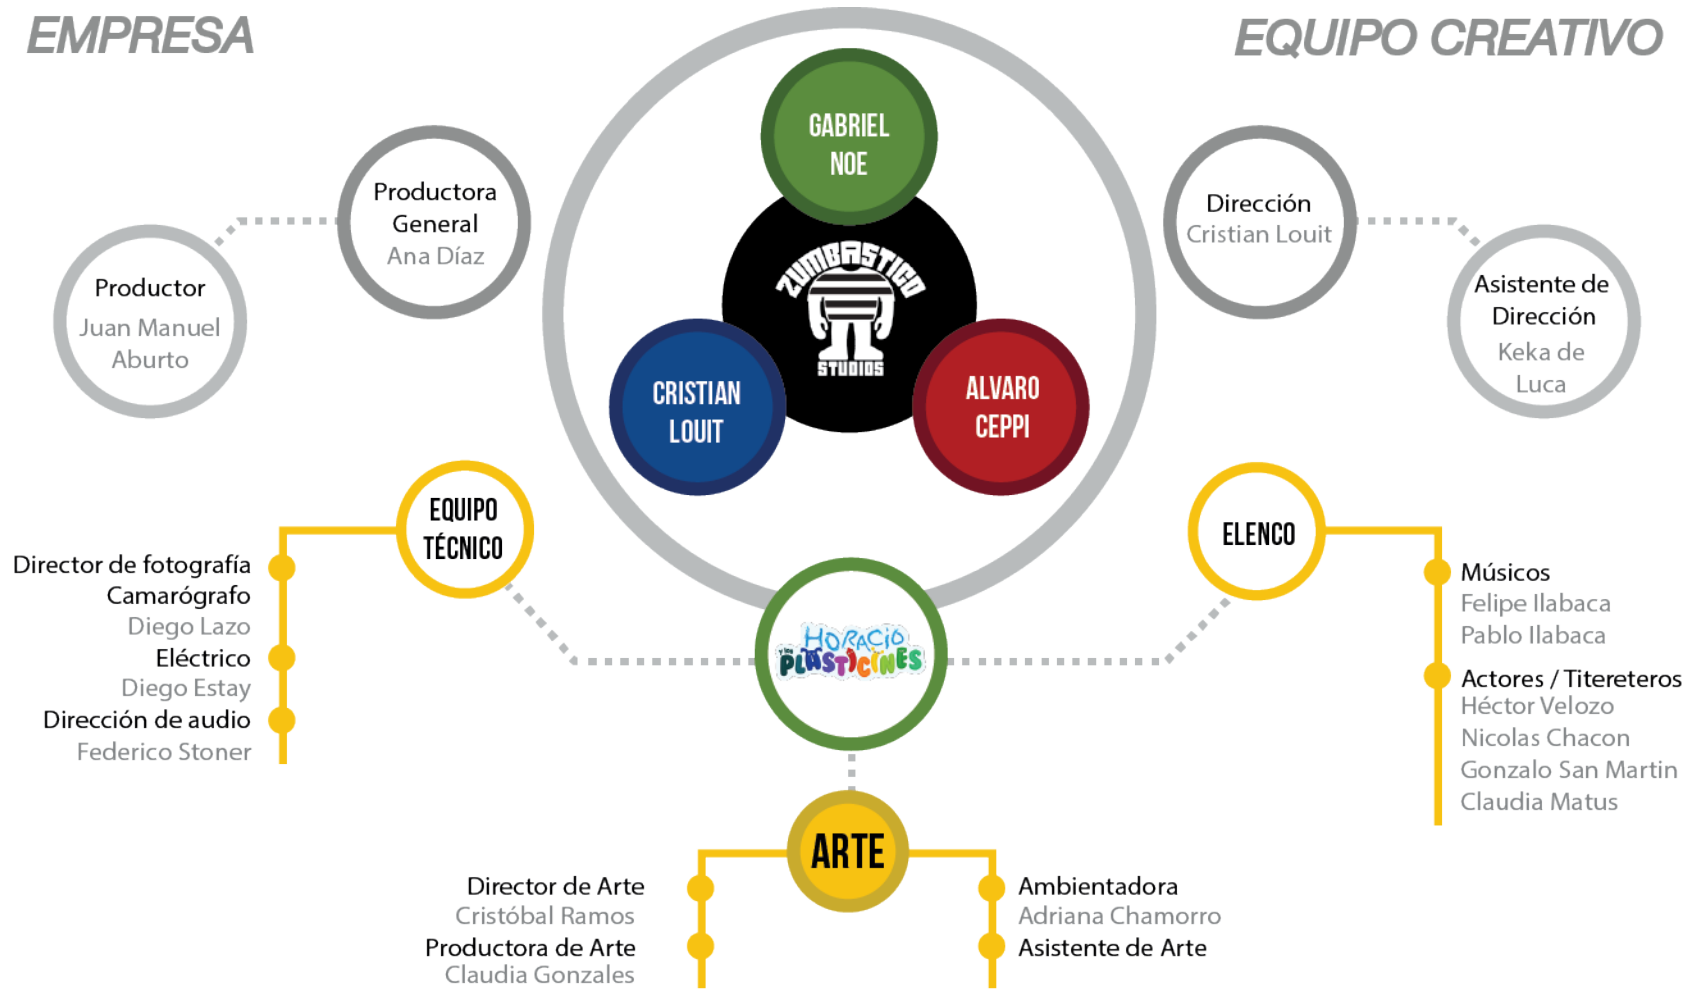 EMPRESA
EQUIPO CREATIVO
Productora
General
Ana Díaz
Productor
Juan Manuel
Aburto
GABRIEL
NOE
ZUMBASTICO
STUDIOS
CRISTIAN
LOUIT
ALVARO
CEPPI
Dirección
Cristian Louit
Asistente de
Dirección
Keka de
Luca
EQUIPO
TÉCNICO
Director de fotografía
Camarógrafo
Diego Lazo
Eléctrico
Diego Estay
Dirección de audio
Federico Stoner
HORACIO
Y los
PLASTICINES
ELENCO
Músicos
Felipe Ilabaca
Pablo Ilabaca
Actores / Titereteros
Héctor Velozo
Nicolas Chacon
Gonzalo San Martin
Claudia Matus
ARTE
Director de Arte
Cristóbal Ramos
Productora de Arte
Claudia Gonzales
Ambientadora
Adriana Chamorro
Asistente de Arte